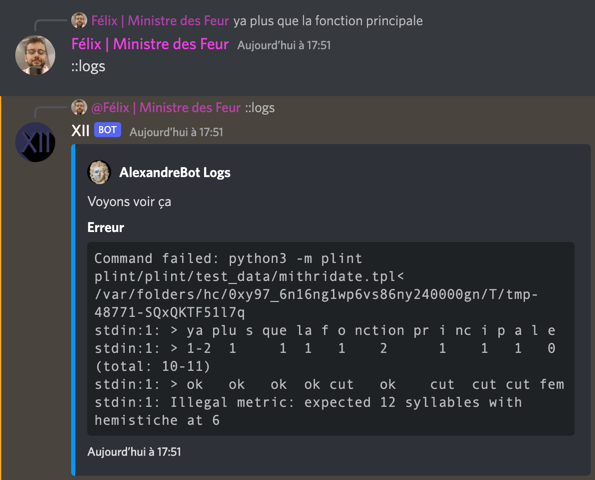 Félix | Ministre des Feur ya plus que la fonction principale
Félix | Ministre des Feur Aujourd'hui à 17:51
::logs
@Félix | Ministre des Feur ::logs
XII BOT Aujourd'hui à 17:51
XII
AlexandreBot Logs
Voyons voir ça
Erreur
Command failed: python3 -m plint
plint/plint/test_data/mithridate.tpl<
/var/folders/hc/0xy97_6n16ng1wp6vs86ny240000gn/T/tmp-
48771-SQxQKTF51l7q
stdin:1: > ya plu s que la f o nction pr i nc i p a l e
stdin:1: > 1-2 1 1 1 1 2 1 1 1 0
(total: 10-11)
stdin:1: > ok ok ok ok cut ok cut cut cut fem
stdin:1: Illegal metric: expected 12 syllables with
hemistiche at 6
Aujourd'hui à 17:51